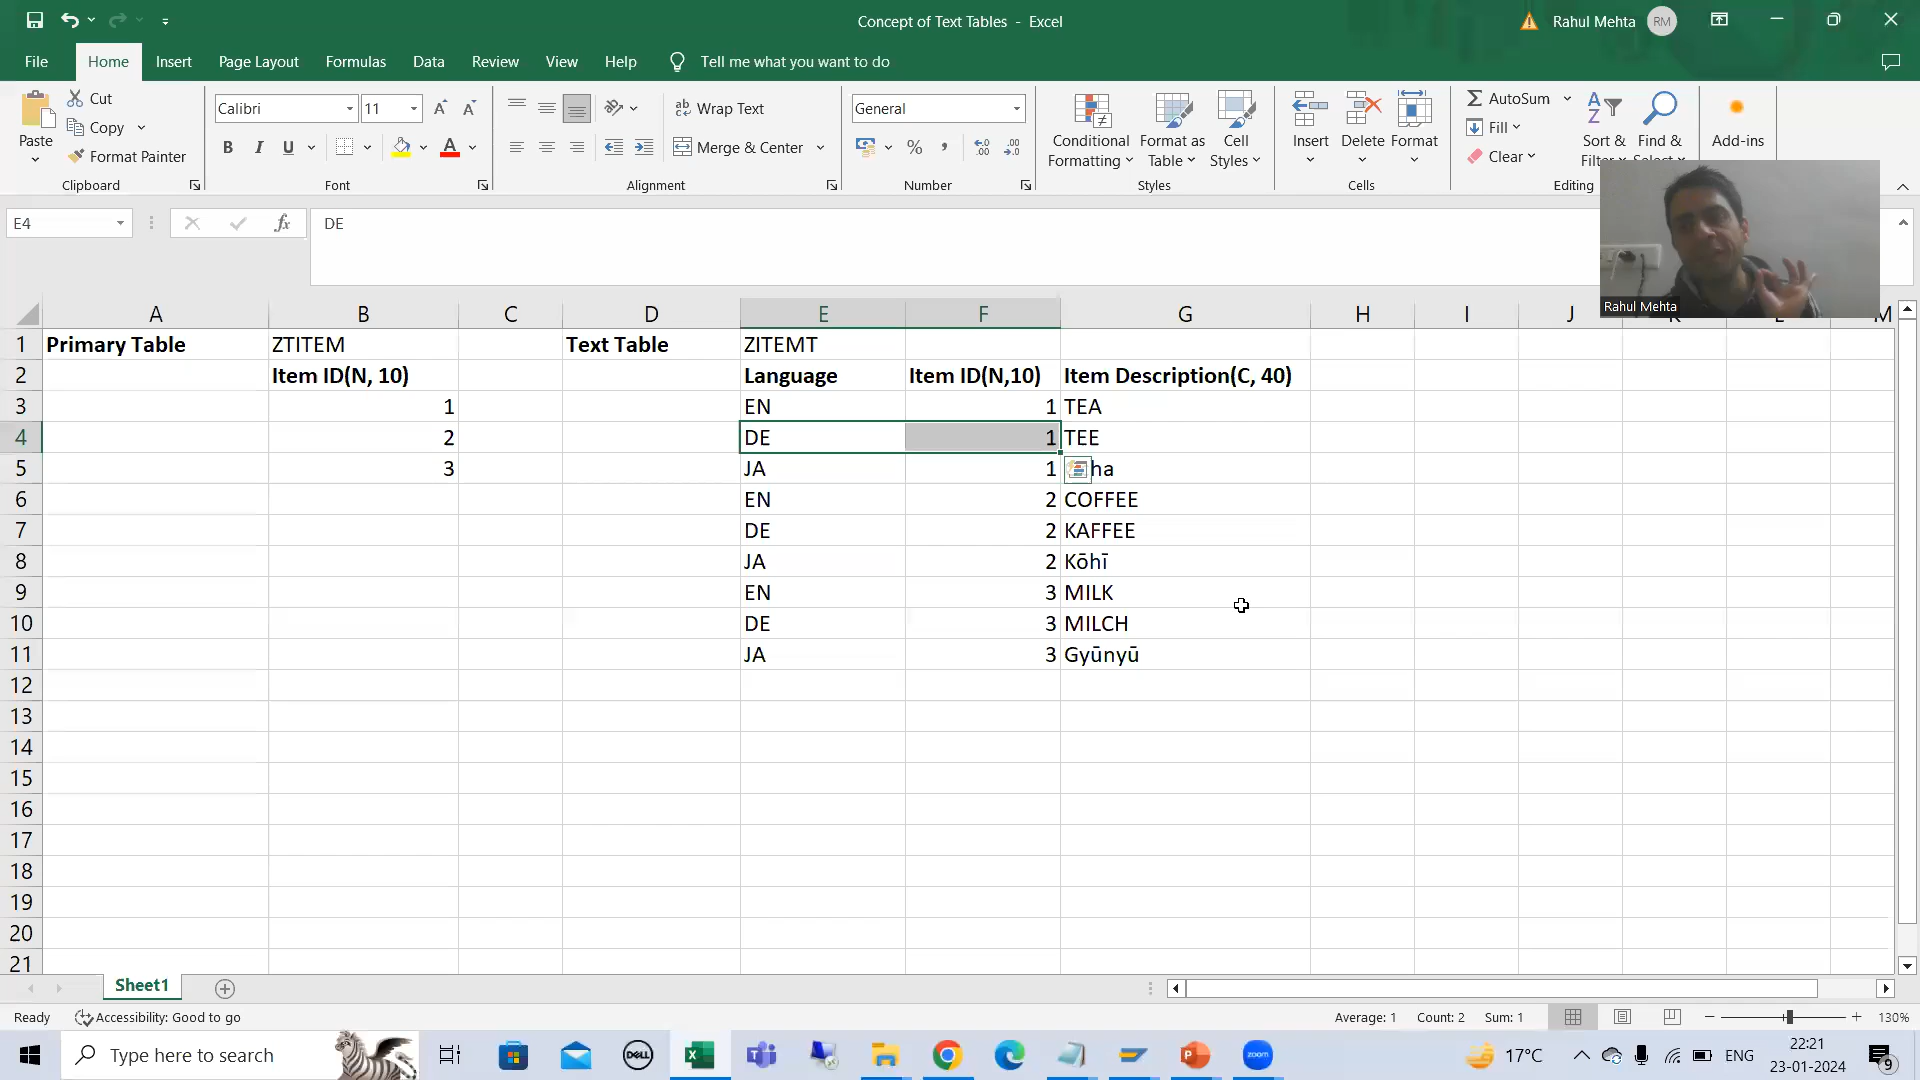 Concept of Text Tables - Excel
Rahul Mehta RM
File Home Insert Page Layout Formulas Data Review View Help Tell me what you want to do
Paste
Cut
Copy
Format Painter
Clipboard
Calibri 11
B I U A
Font
ab Wrap Text
Merge & Center
Alignment
General
%
Number
Conditional Formatting
Format as Table
Cell Styles
Styles
Insert
Delete
Format
Cells
AutoSum
Fill
Clear
Sort &
Find &
Editing
Add-ins
Rahul Mehta
E4 fx DE
A B C D E F G H I J M
1 Primary Table ZTITEM Text Table ZITEMT
2 Item ID(N, 10) Language Item ID(N,10) Item Description(C, 40)
3 1 EN 1 TEA
4 2 DE 1 TEE
5 3 JA 1 ha
6 EN 2 COFFEE
7 DE 2 KAFFEE
8 JA 2 Kōhī
9 EN 3 MILK
10 DE 3 MILCH
11 JA 3 Gyūnyū
12
13
14
15
16
17
18
19
20
21
Sheet1
Ready Accessibility: Good to go Average: 1 Count: 2 Sum: 1 130%
Type here to search
DELL
zoom
17°C
ENG
22:21
23-01-2024
9